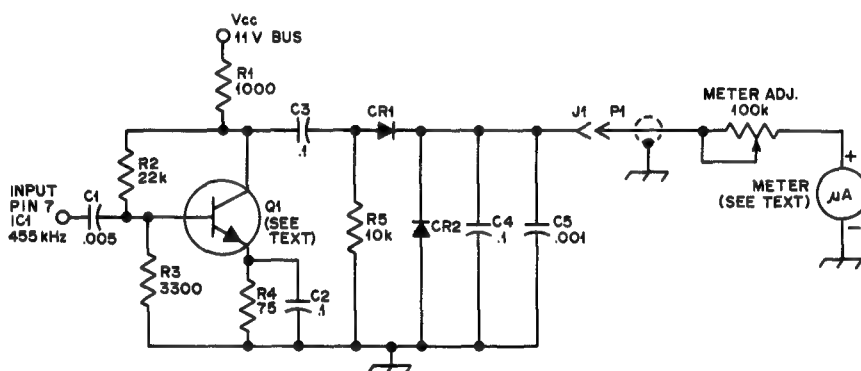 Vcc
11 V BUS
R1
1000
C3
.1
CR1
J1
P1
METER ADJ.
100k
R2
22k
INPUT
PIN 7
IC1
455 kHz
C1
.005
Q1
(SEE
TEXT)
R5
10k
CR2
C4
.1
C5
.001
+
METER
(SEE TEXT)
μA
−
R3
3300
R4
75
C2
.1